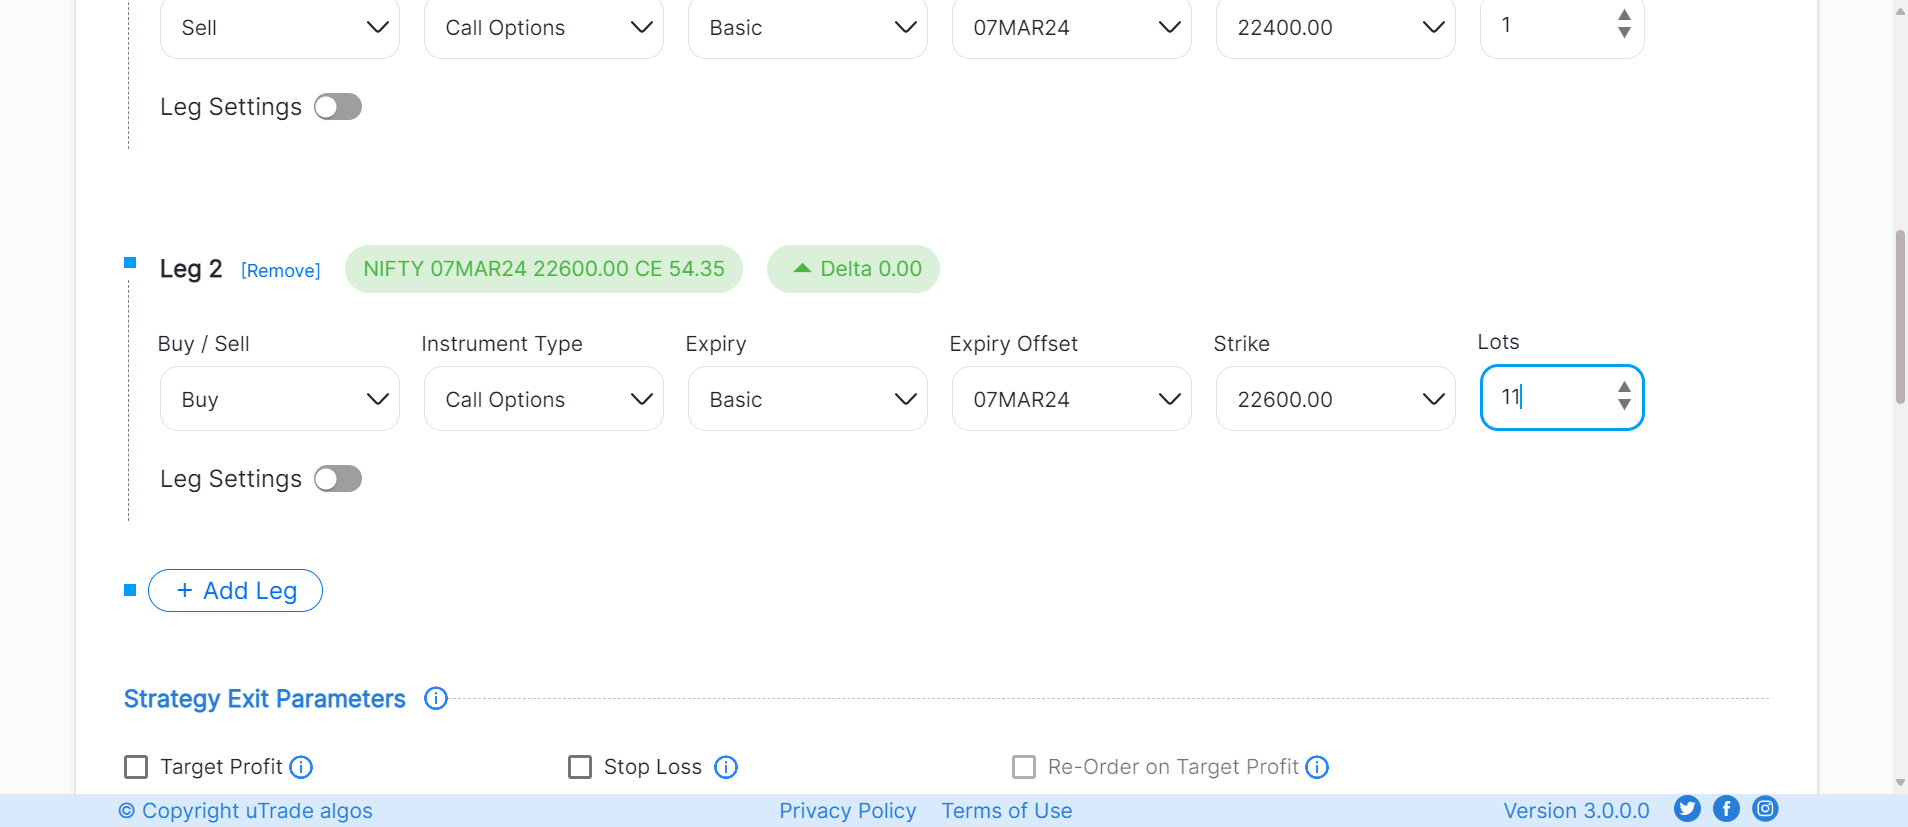 Sell Call Options Basic 07MAR24 22400.00 1
Leg Settings
Leg 2 [Remove] NIFTY 07MAR24 22600.00 CE 54.35 Delta 0.00
Buy / Sell Instrument Type Expiry Expiry Offset Strike Lots
Buy Call Options Basic 07MAR24 22600.00 11
Leg Settings
+ Add Leg
Strategy Exit Parameters
Target Profit Stop Loss Re-Order on Target Profit
© Copyright uTrade algos Privacy Policy Terms of Use Version 3.0.0.0